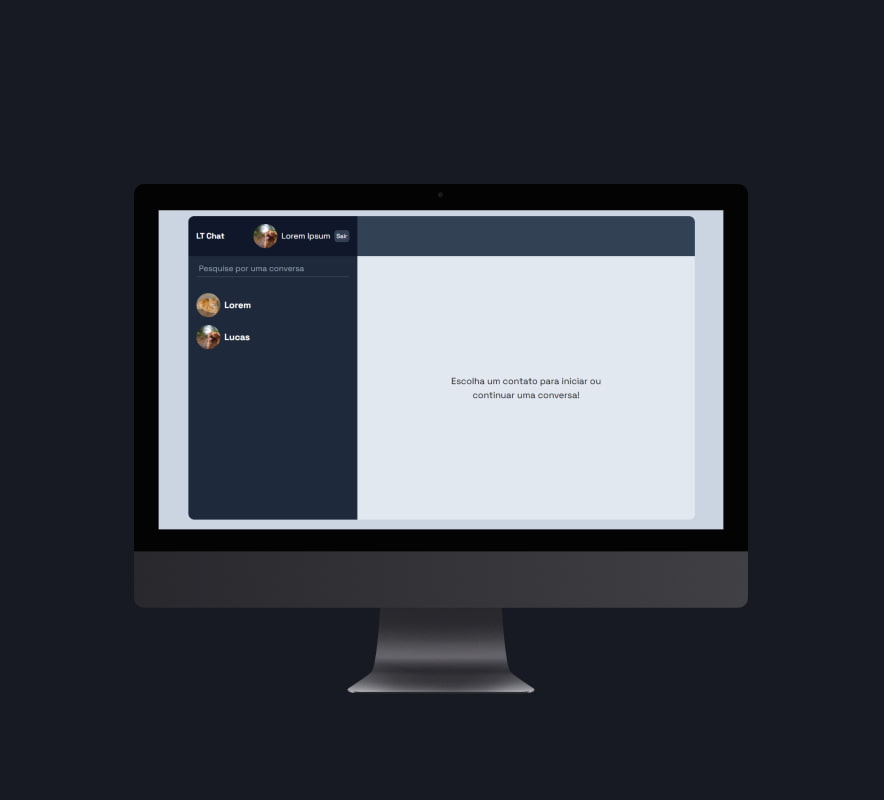 LT Chat Lorem Ipsum Sair
Pesquise por uma conversa
Lorem
Lucas
Escolha um contato para iniciar ou
continuar uma conversa!